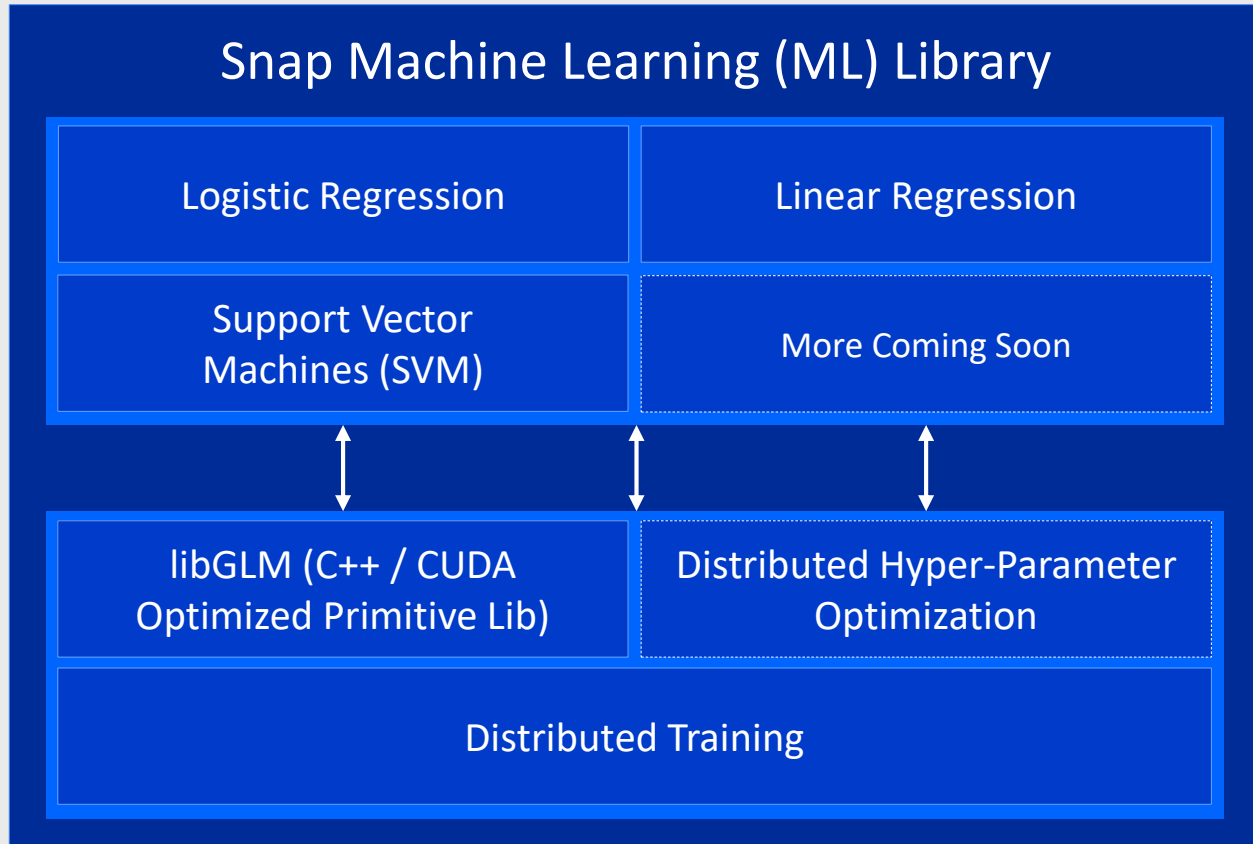 Snap Machine Learning (ML) Library
Logistic Regression
Linear Regression
Support Vector
Machines (SVM)
More Coming Soon
libGLM (C++ / CUDA
Optimized Primitive Lib)
Distributed Hyper-Parameter
Optimization
Distributed Training